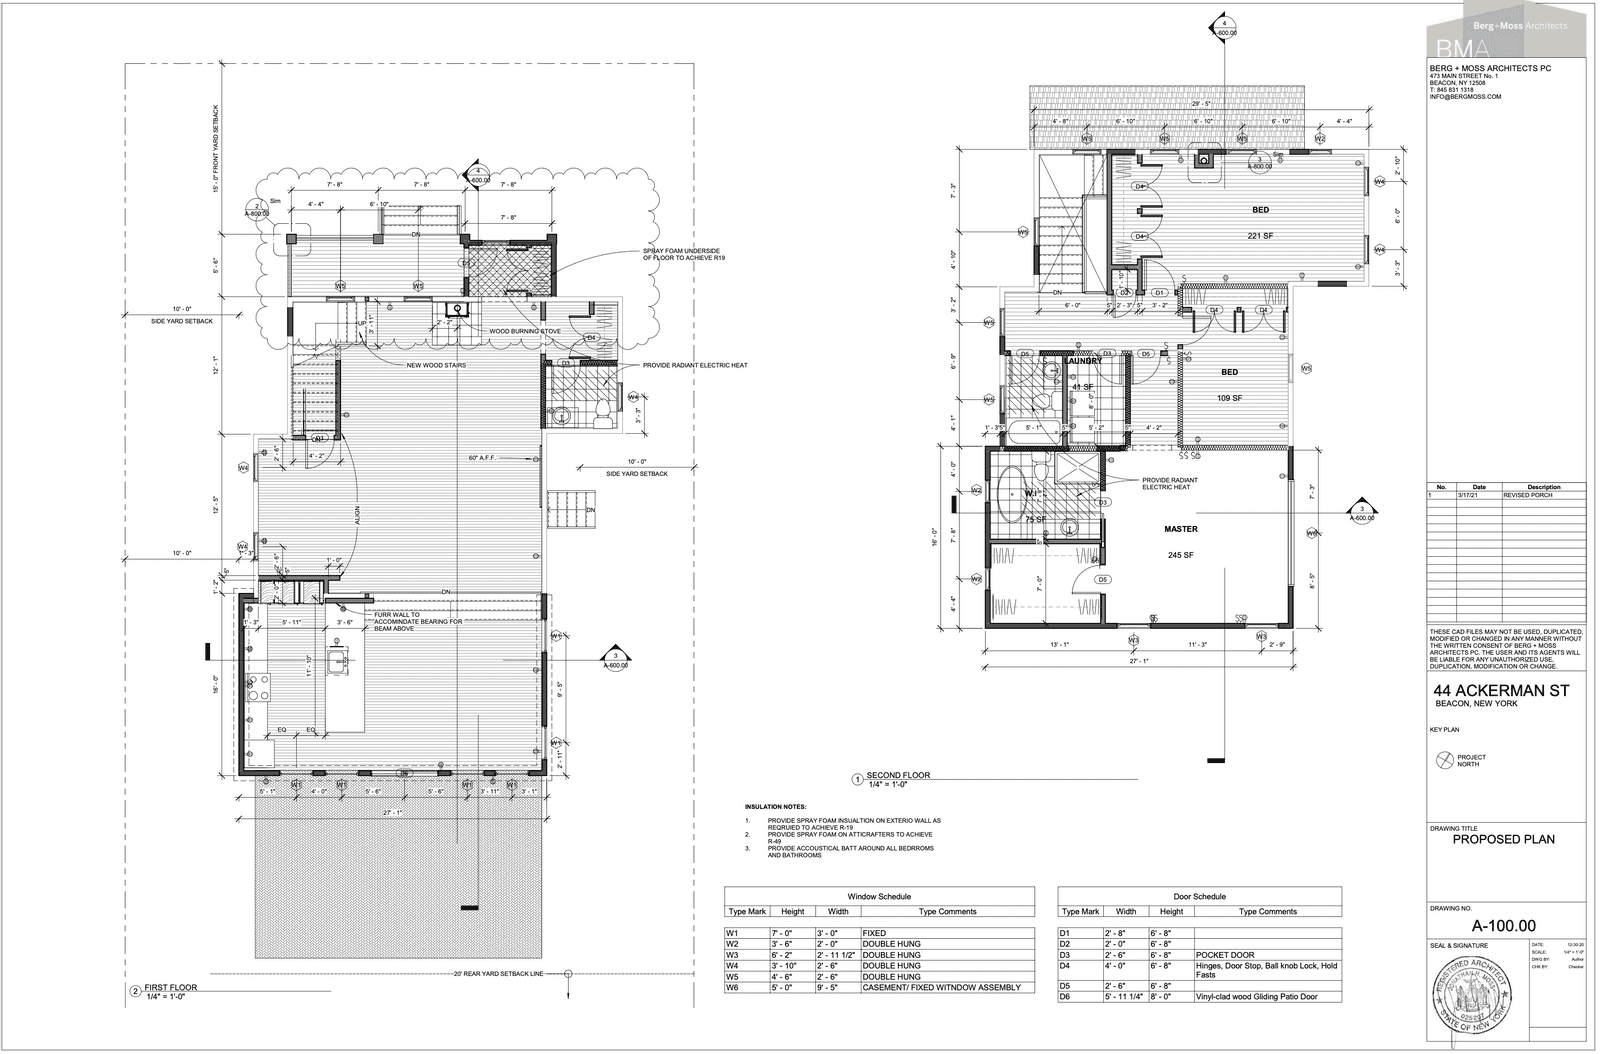 Berg+Moss Architects
BMA
BERG + MOSS ARCHITECTS PC
473 MAIN STREET No. 1
BEACON, NY 12508
T: 845 831 1318
INFO@BERGMOSS.COM
No. Date Description
1 3/17/21 REVISED PORCH
THESE CAD FILES MAY NOT BE USED, DUPLICATED,
MODIFIED OR CHANGED IN ANY MANNER WITHOUT
THE WRITTEN CONSENT OF BERG + MOSS
ARCHITECTS PC. THE USER AND ITS AGENTS WILL
BE LIABLE FOR ANY UNAUTHORIZED USE,
DUPLICATION, MODIFICATION OR CHANGE.
44 ACKERMAN ST
BEACON, NEW YORK
KEY PLAN
PROJECT
NORTH
DRAWING TITLE
PROPOSED PLAN
DRAWING NO.
A-100.00
SEAL & SIGNATURE
DATE: 12-30-20
SCALE: 1/4" = 1'-0"
DWG BY: Author
CHK BY: Checker
REGISTERED ARCHITECT
STATE OF NEW YORK
15' - 0" FRONT YARD SETBACK
4
A-600.00
7' - 8" 7' - 8" 7' - 8"
2
A-800.00
Sim
4' - 4" 6' - 10"
7' - 8"
DN
5' - 6"
SPRAY FOAM UNDERSIDE
OF FLOOR TO ACHIEVE R19
W5 W5
10' - 0"
SIDE YARD SETBACK
UP
3' - 11"
2' - 2"
WOOD BURNING STOVE
D4
12' - 1"
NEW WOOD STAIRS
D3
PROVIDE RADIANT ELECTRIC HEAT
W4
3' - 3"
D3
4' - 2"
2' - 6"
W4
60" A.F.F.
10' - 0"
SIDE YARD SETBACK
12' - 5"
ALIGN
DN
W4
10' - 0"
1' - 3"
2' - 6"
1' - 0"
1' - 2"
2' - 0"
DN
FURR WALL TO
ACCOMINDATE BEARING FOR
BEAM ABOVE
1' - 3" 5' - 11" 3' - 6"
W1
11' - 10"
3
A-600.00
16' - 0"
9' - 5"
EQ EQ
W1
2' - 11"
W1 W1 W1 W1
5' - 1" 4' - 0" 5' - 6" 5' - 6" 3' - 11" 3' - 1"
27' - 1"
20' REAR YARD SETBACK LINE
2 FIRST FLOOR
1/4" = 1'-0"
4
A-600.00
29' - 5"
4' - 8" 6' - 10" 6' - 10" 6' - 10" 4' - 4"
W5 W5 W5 W2
3
A-800.00
Sim
2' - 10"
W4
7' - 3"
D4
BED
221 SF
6' - 0"
W5
D4
W4
4' - 10"
3' - 3"
DN
D2 D1
6' - 0" 2' - 3" 3' - 2"
3' - 2"
W5
D4 D4
D5 D3 D5
LAUNDRY
41 SF
6' - 9"
BED
109 SF
W5
W5
8' - 0"
4' - 1"
1' - 3" 5' - 1" 5' - 2" 4' - 2"
4' - 0"
PROVIDE RADIANT
ELECTRIC HEAT
W2
W.I.
75 SF
D3
7' - 3"
MASTER
245 SF
3
A-600.00
16' - 0"
7' - 8"
W6
W2
7' - 0"
D5
8' - 5"
4' - 4"
W3 W3
13' - 1" 11' - 3" 2' - 9"
27' - 1"
1 SECOND FLOOR
1/4" = 1'-0"
INSULATION NOTES:
1. PROVIDE SPRAY FOAM INSUALTION ON EXTERIO WALL AS
REQRUIED TO ACHIEVE R-19
2. PROVIDE SPRAY FOAM ON ATTICRAFTERS TO ACHIEVE
R-49
3. PROVIDE ACCOUSTICAL BATT AROUND ALL BEDRROMS
AND BATHROOMS
Window Schedule
Type Mark Height Width Type Comments
W1 7' - 0" 3' - 0" FIXED
W2 3' - 6" 2' - 0" DOUBLE HUNG
W3 6' - 2" 2' - 11 1/2" DOUBLE HUNG
W4 3' - 10" 2' - 6" DOUBLE HUNG
W5 4' - 6" 2' - 6" DOUBLE HUNG
W6 5' - 0" 9' - 5" CASEMENT/ FIXED WITNDOW ASSEMBLY
Door Schedule
Type Mark Width Height Type Comments
D1 2' - 8" 6' - 8"
D2 2' - 0" 6' - 8"
D3 2' - 6" 6' - 8" POCKET DOOR
D4 4' - 0" 6' - 8" Hinges, Door Stop, Ball knob Lock, Hold
Fasts
D5 2' - 6" 6' - 8"
D6 5' - 11 1/4" 8' - 0" Vinyl-clad wood Gliding Patio Door